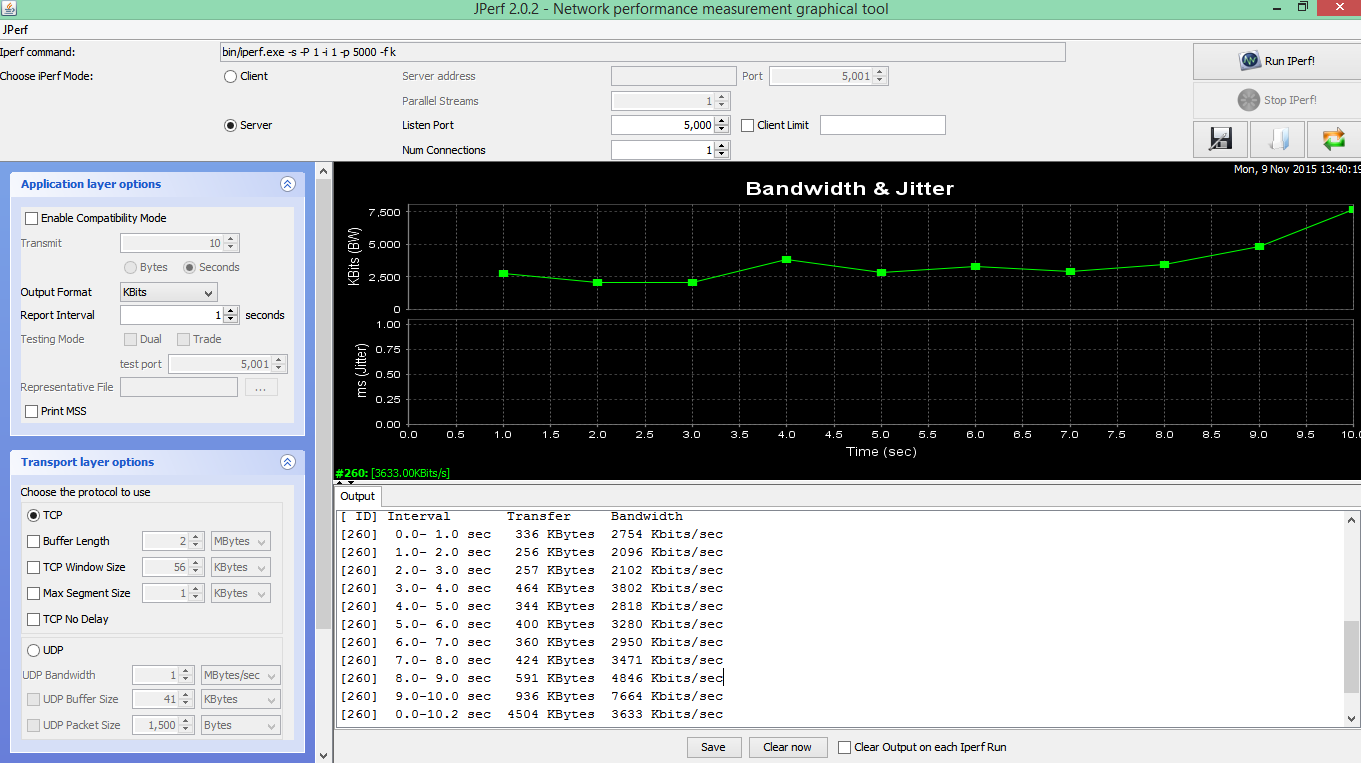 JPerf 2.0.2 - Network performance measurement graphical tool
JPerf
Iperf command: bin/iperf.exe -s -P 1 -i 1 -p 5000 -f k
Choose iPerf Mode: Client Server address Port 5,001
Parallel Streams 1
Server Listen Port 5,000 Client Limit
Num Connections 1
Run IPerf!
Stop IPerf!
Application layer options
Enable Compatibility Mode
Transmit 10
Bytes Seconds
Output Format KBits
Report Interval 1 seconds
Testing Mode Dual Trade
test port 5,001
Representative File ...
Print MSS
Transport layer options
Choose the protocol to use
TCP
Buffer Length 2 MBytes
TCP Window Size 56 KBytes
Max Segment Size 1 KBytes
TCP No Delay
UDP
UDP Bandwidth 1 MBytes/sec
UDP Buffer Size 41 KBytes
UDP Packet Size 1,500 Bytes
Mon, 9 Nov 2015 13:40:19
Bandwidth & Jitter
KBits (BW)
7,500
5,000
2,500
0
ms (Jitter)
1.00
0.75
0.50
0.25
0.00
0.0 0.5 1.0 1.5 2.0 2.5 3.0 3.5 4.0 4.5 5.0 5.5 6.0 6.5 7.0 7.5 8.0 8.5 9.0 9.5 10.0
Time (sec)
#260: [3633.00KBits/s]
Output
[ ID] Interval Transfer Bandwidth
[260] 0.0- 1.0 sec 336 KBytes 2754 Kbits/sec
[260] 1.0- 2.0 sec 256 KBytes 2096 Kbits/sec
[260] 2.0- 3.0 sec 257 KBytes 2102 Kbits/sec
[260] 3.0- 4.0 sec 464 KBytes 3802 Kbits/sec
[260] 4.0- 5.0 sec 344 KBytes 2818 Kbits/sec
[260] 5.0- 6.0 sec 400 KBytes 3280 Kbits/sec
[260] 6.0- 7.0 sec 360 KBytes 2950 Kbits/sec
[260] 7.0- 8.0 sec 424 KBytes 3471 Kbits/sec
[260] 8.0- 9.0 sec 591 KBytes 4846 Kbits/sec
[260] 9.0-10.0 sec 936 KBytes 7664 Kbits/sec
[260] 0.0-10.2 sec 4504 KBytes 3633 Kbits/sec
Save Clear now Clear Output on each Iperf Run